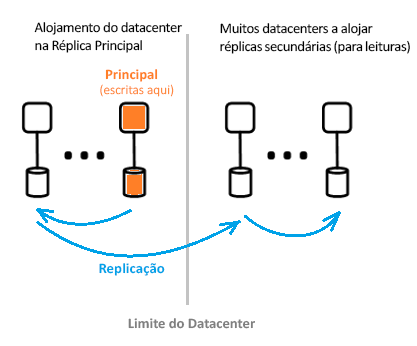 Alojamento do datacenter
na Réplica Principal
Muitos datacenters a alojar
réplicas secundárias (para leituras)
Principal
(escritas aqui)
Replicação
Limite do Datacenter